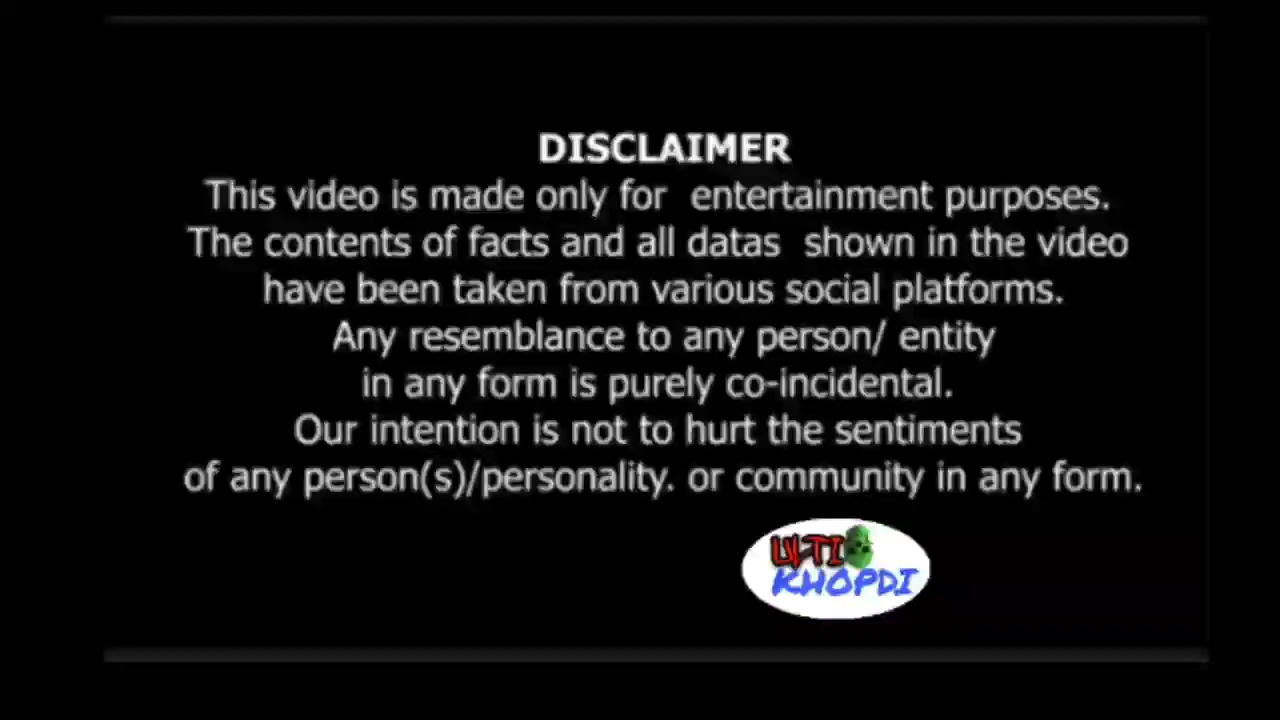 DISCLAIMER
This video is made only for entertainment purposes.
The contents of facts and all datas shown in the video
have been taken from various social platforms.
Any resemblance to any person/ entity
in any form is purely co-incidental.
Our intention is not to hurt the sentiments
of any person(s)/personality. or community in any form.
ULTI
KHOPDI